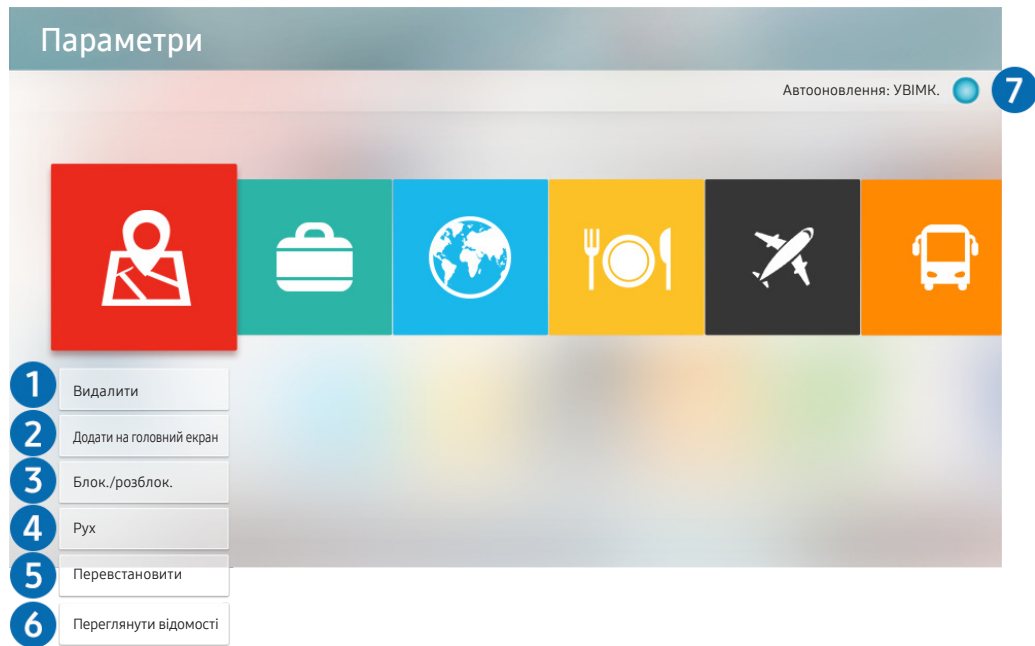 Параметри
Автооновлення: УВІМК.
7
1
Видалити
2
Додати на головний екран
3
Блок./розблок.
4
Рух
5
Перевстановити
6
Переглянути відомості